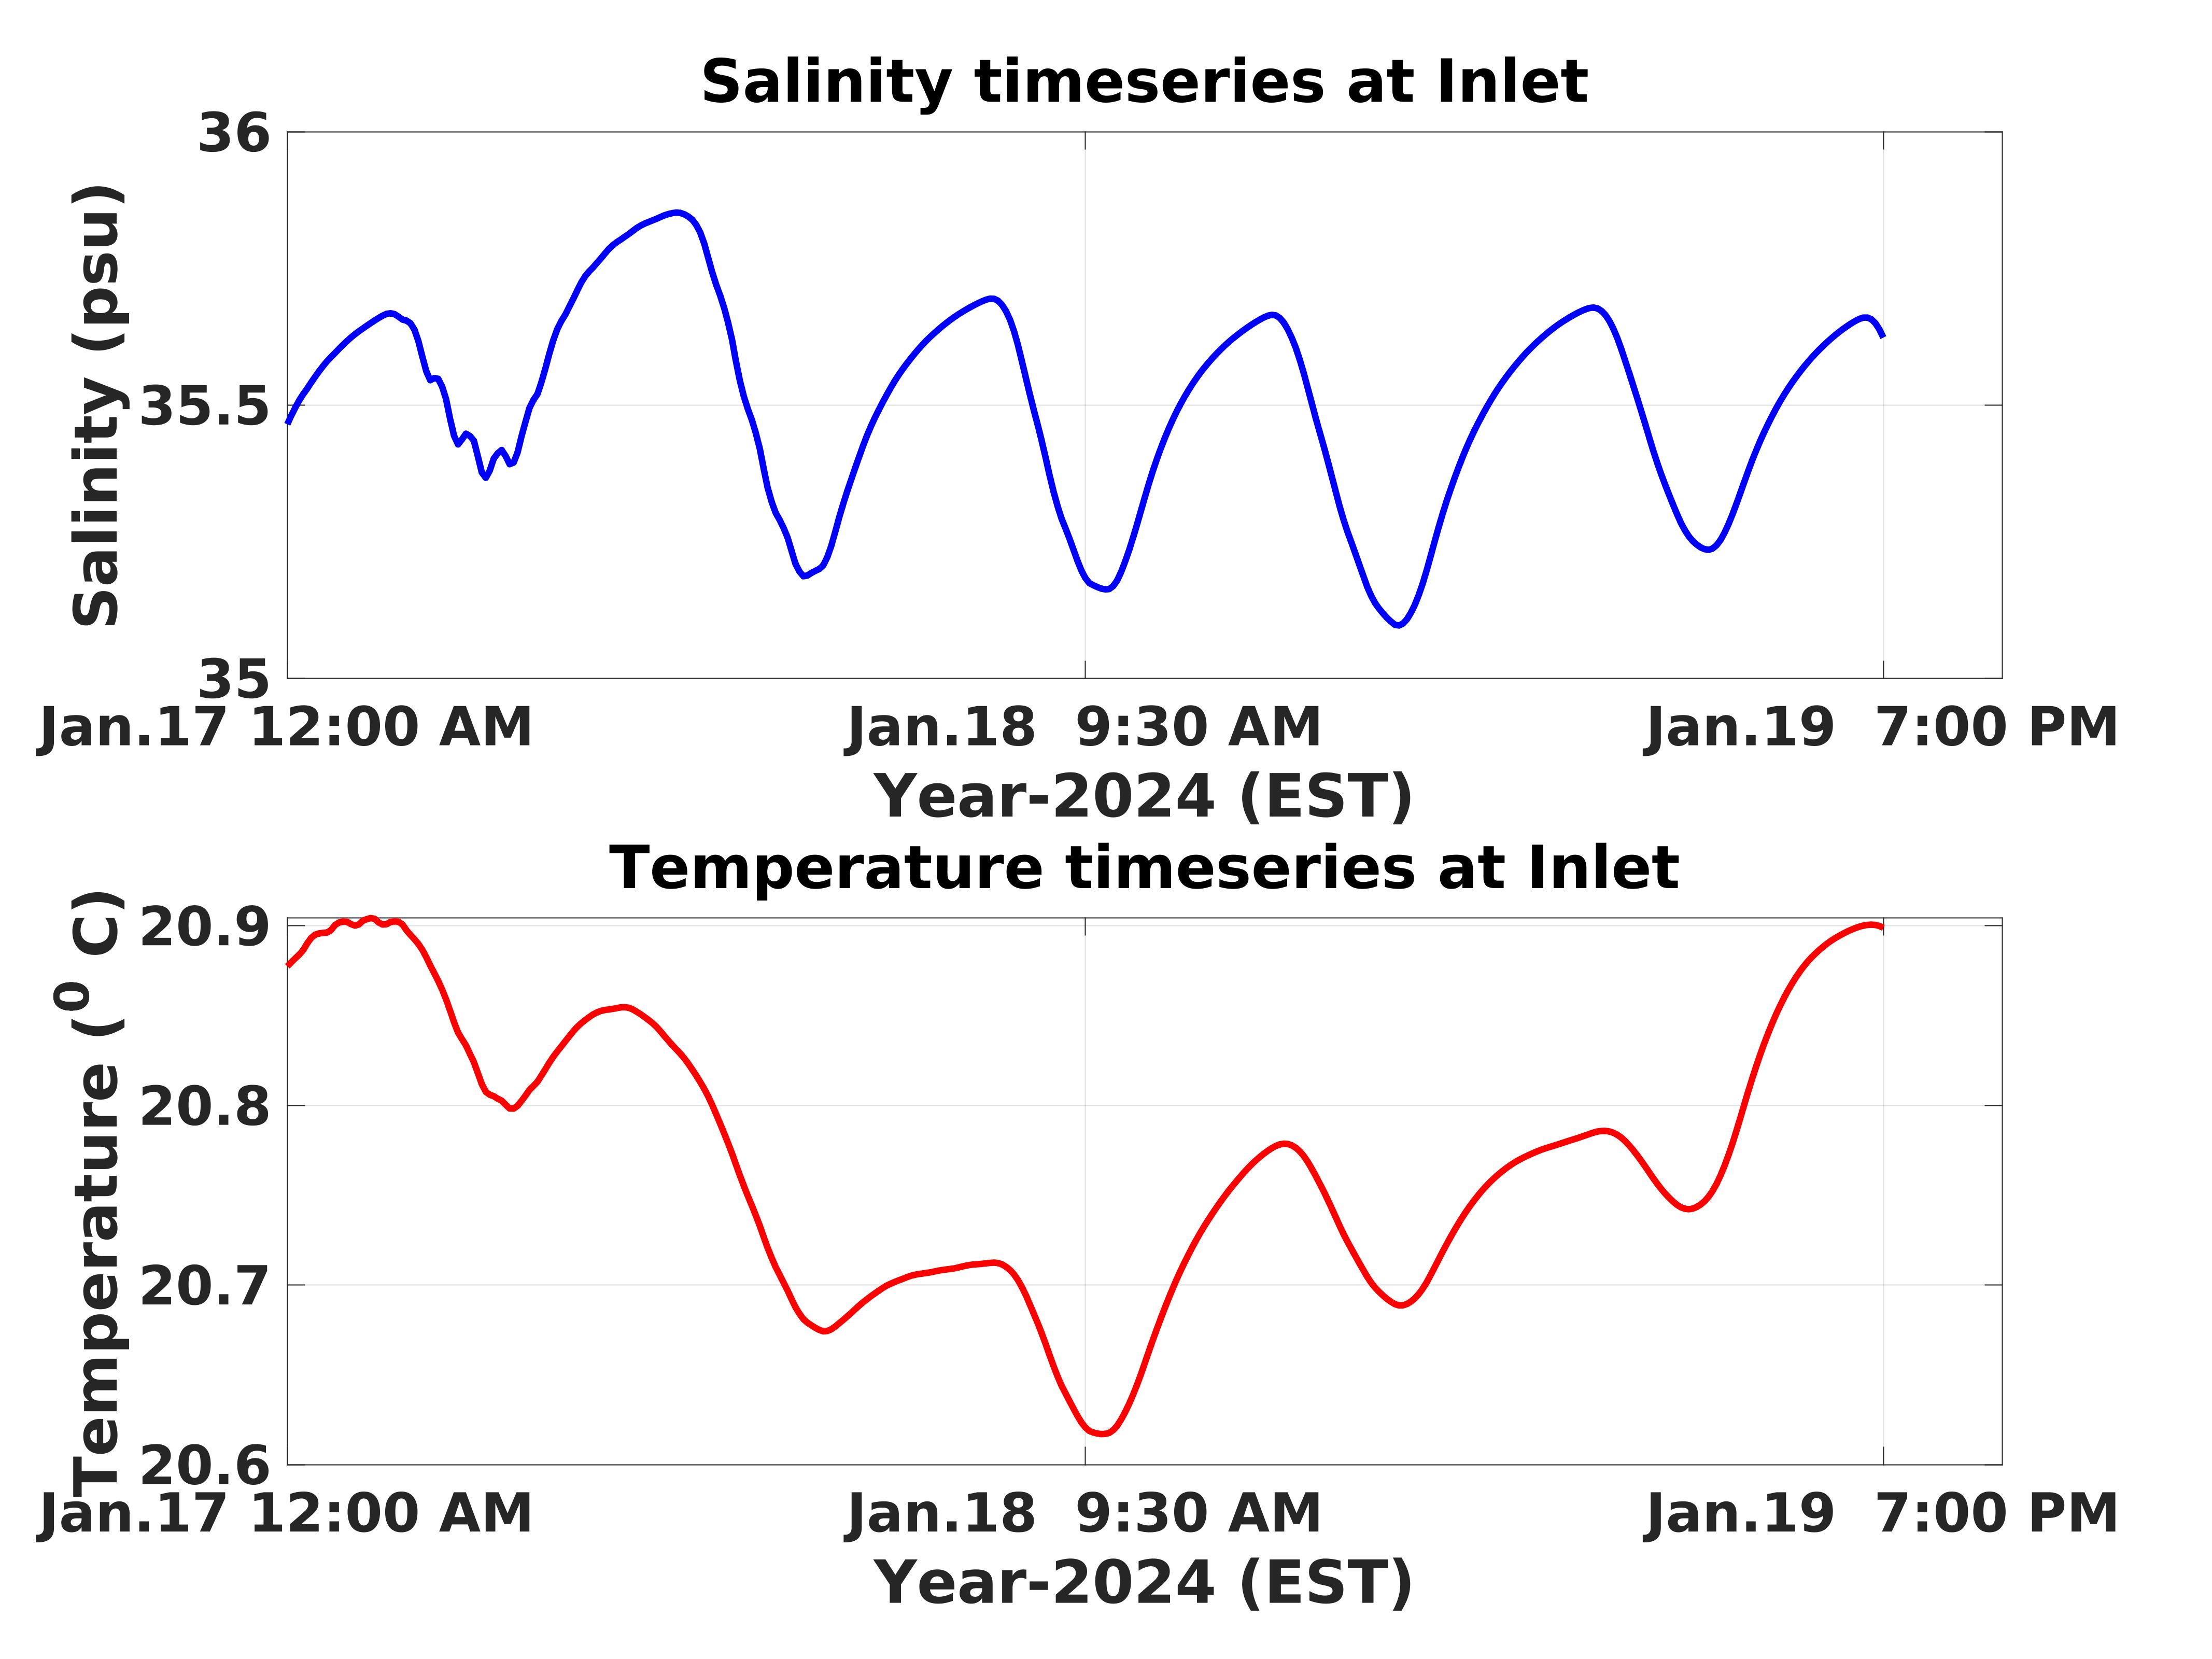 Salinity timeseries at Inlet
Salinity (psu)
36
35.5
35
Jan.17 12:00 AM
Jan.18  9:30 AM
Jan.19  7:00 PM
Year-2024 (EST)
Temperature timeseries at Inlet
Temperature (⁰ C)
20.9
20.8
20.7
20.6
Jan.17 12:00 AM
Jan.18  9:30 AM
Jan.19  7:00 PM
Year-2024 (EST)